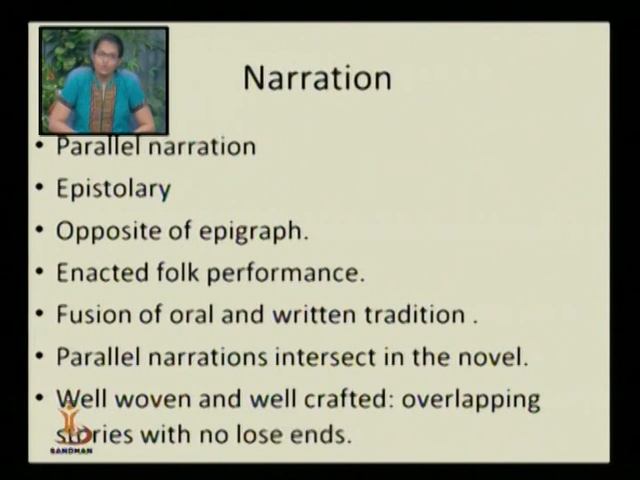 Narration
• Parallel narration
• Epistolary
• Opposite of epigraph.
• Enacted folk performance.
• Fusion of oral and written tradition .
• Parallel narrations intersect in the novel.
• Well woven and well crafted: overlapping
stories with no lose ends.
SANDMAN